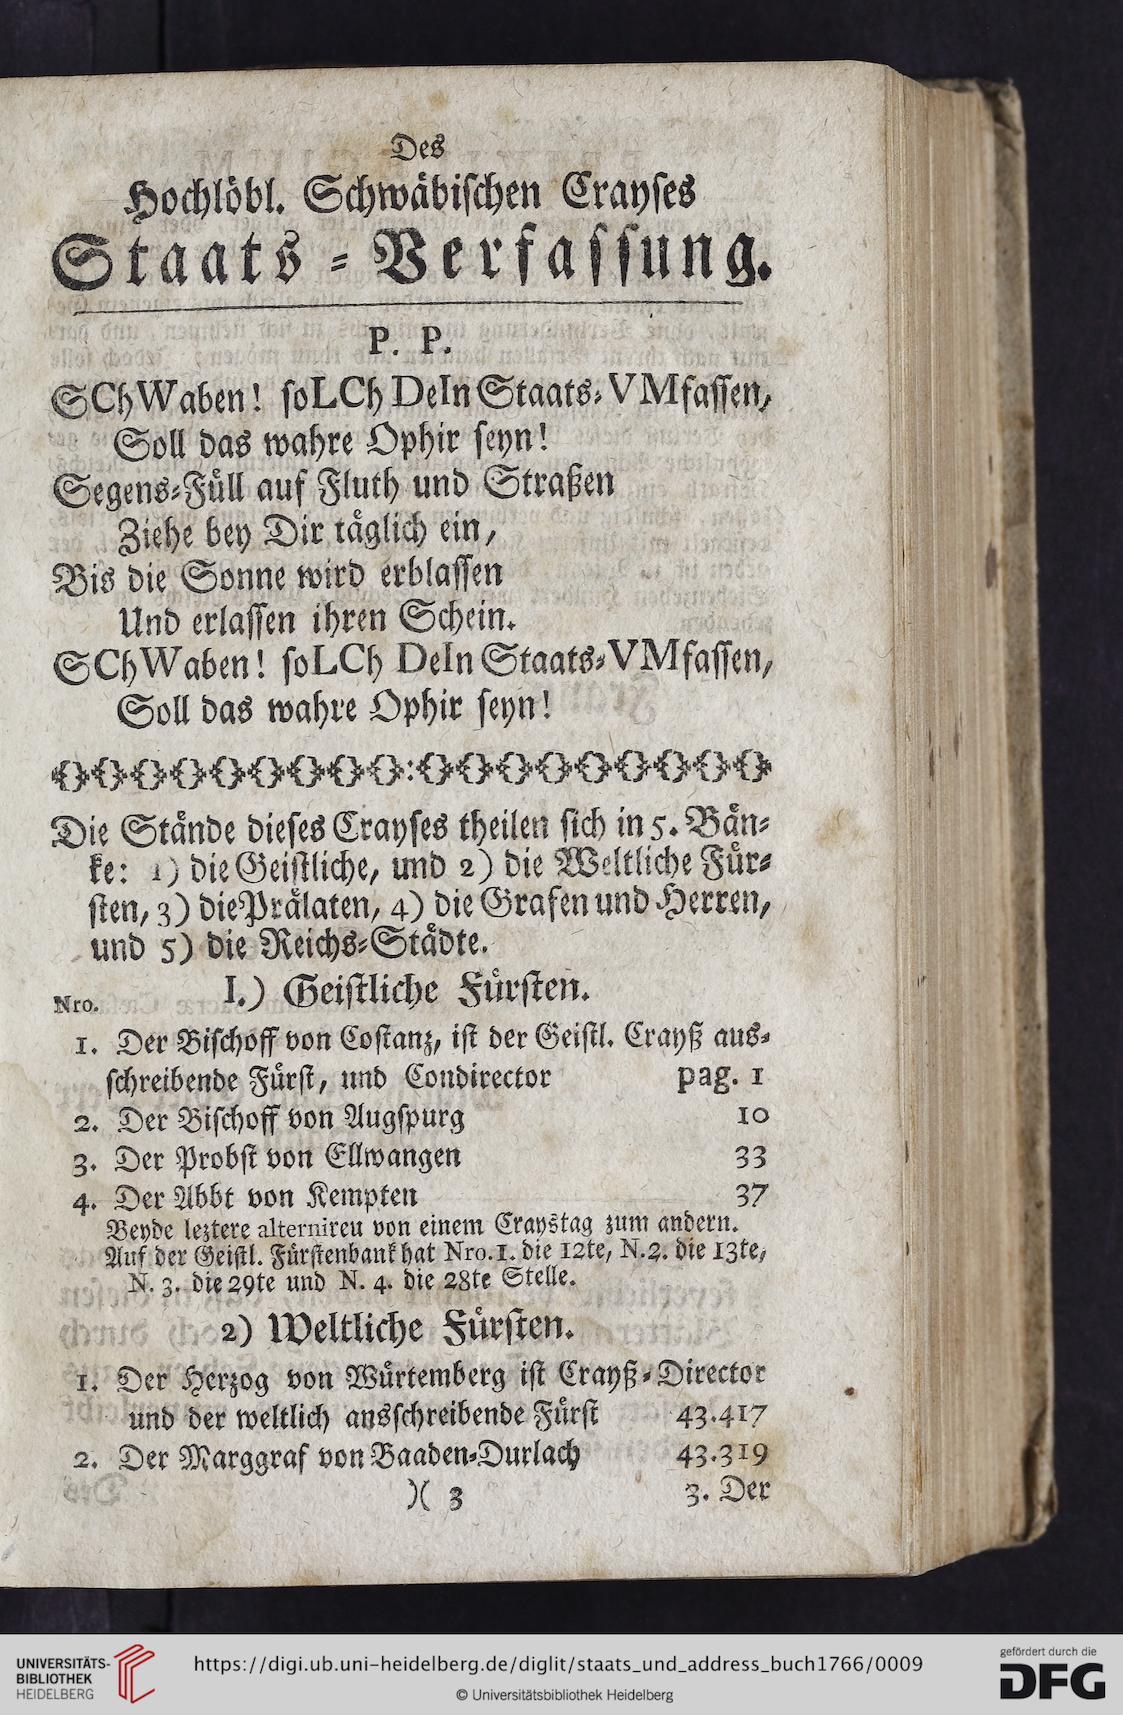 Des
Hochlöbl. Schwäbischen Crayses
Staats-Verfassung.
P. P.
SChWaben! soLCh DeIn Staats-VMfassen,
Soll das wahre Ophir seyn!
Segens-Füll auf Fluth und Straßen
Ziehe bey Dir täglich ein,
Bis die Sonne wird erblassen
Und erlassen ihren Schein.
SChWaben! soLCh DeIn Staats-VMfassen,
Soll das wahre Ophir seyn!
Die Stände dieses Crayses theilen sich in 5. Bän-
ke: 1) die Geistliche, und 2) die Weltliche Für-
sten, 3) die Prälaten, 4) die Grafen und Herren,
und 5) die Reichs-Städte.
I.) Geistliche Fürsten.
Nro.
1. Der Bischoff von Costanz, ist der Geistl. Crayß aus-
schreibende Fürst, und Condirector pag. 1
2. Der Bischoff von Augspurg 10
3. Der Probst von Ellwangen 33
4. Der Abbt von Kempten 37
Beyde leztere alternireu von einem Craystag zum andern.
Auf der Geistl. Fürstenbank hat Nro. 1. die 12te, N. 2. die 13te,
N. 3. die 29te und N. 4. die 28te Stelle.
2) Weltliche Fürsten.
1. Der Herzog von Würtemberg ist Crayß-Director
und der weltlich ansschreibende Fürst 43.417
2. Der Marggraf von Baaden-Durlach 43.319
)( 3 3. Der
UNIVERSITÄTS-
BIBLIOTHEK
HEIDELBERG
https://digi.ub.uni-heidelberg.de/diglit/staats_und_address_buch1766/0009
© Universitätsbibliothek Heidelberg
gefördert durch die
DFG